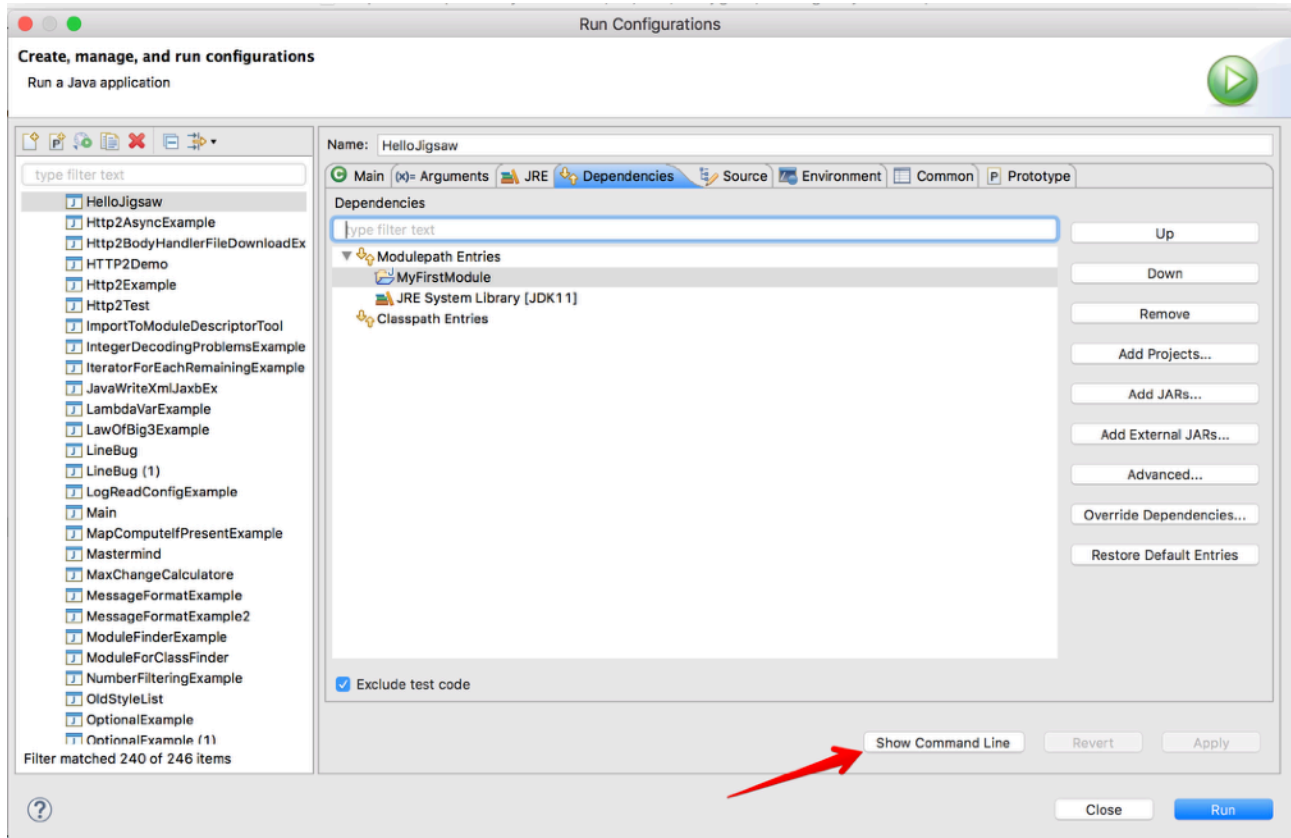 Run Configurations
Create, manage, and run configurations
Run a Java application
type filter text
HelloJigsaw
Http2AsyncExample
Http2BodyHandlerFileDownloadEx
HTTP2Demo
Http2Example
Http2Test
ImportToModuleDescriptorTool
IntegerDecodingProblemsExample
IteratorForEachRemainingExample
JavaWriteXmlJaxbEx
LambdaVarExample
LawOfBig3Example
LineBug
LineBug (1)
LogReadConfigExample
Main
MapComputeIfPresentExample
Mastermind
MaxChangeCalculatore
MessageFormatExample
MessageFormatExample2
ModuleFinderExample
ModuleForClassFinder
NumberFilteringExample
OldStyleList
OptionalExample
OptionalExample (1)
Filter matched 240 of 246 items
Name: HelloJigsaw
Main (x)= Arguments JRE Dependencies Source Environment Common P Prototype
Dependencies
type filter text
Modulepath Entries
MyFirstModule
JRE System Library [JDK11]
Classpath Entries
Up
Down
Remove
Add Projects...
Add JARs...
Add External JARs...
Advanced...
Override Dependencies...
Restore Default Entries
Exclude test code
Show Command Line Revert Apply
? Close Run